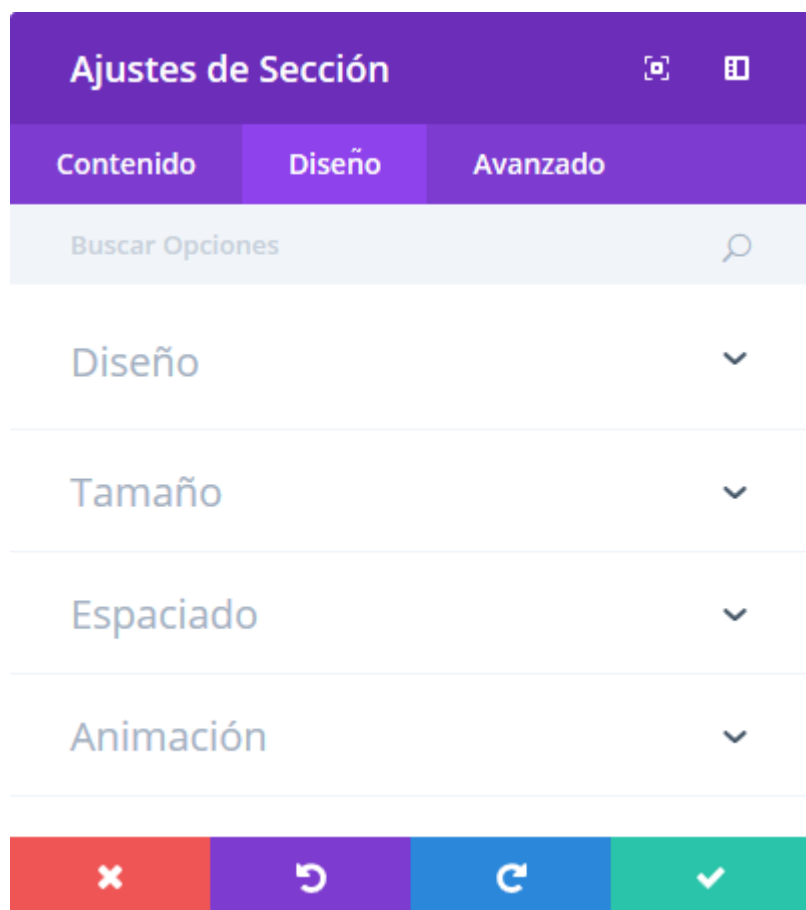 Ajustes de Sección
Contenido Diseño Avanzado
Buscar Opciones
Diseño
Tamaño
Espaciado
Animación